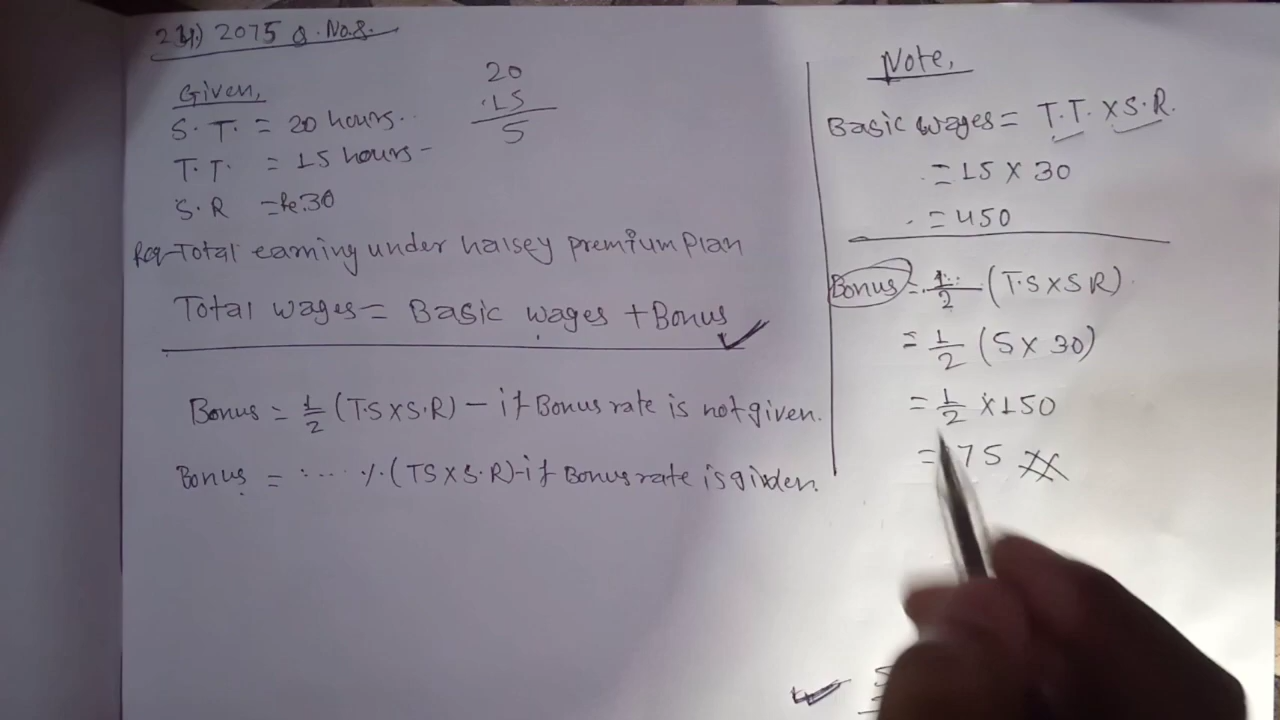 24.) 2075 Q. No.8.
Given,
S. T. = 20 hours.
T. T. = 15 hours-
S. R = Re.30
20
15
5
Req-Total earning under halsey premium Plan
Total wages = Basic wages + Bonus
Bonus = 1/2 (T.S X S.R) - if Bonus rate is not given.
Bonus = .... %. (TS X S.R)-if Bonus rate is given.
Note,
Basic wages = T.T. X S.R.
= 15 X 30
= 450
Bonus = 1/2 (T.S X S R)
= 1/2 (5 X 30)
= 1/2 X 150
= 75